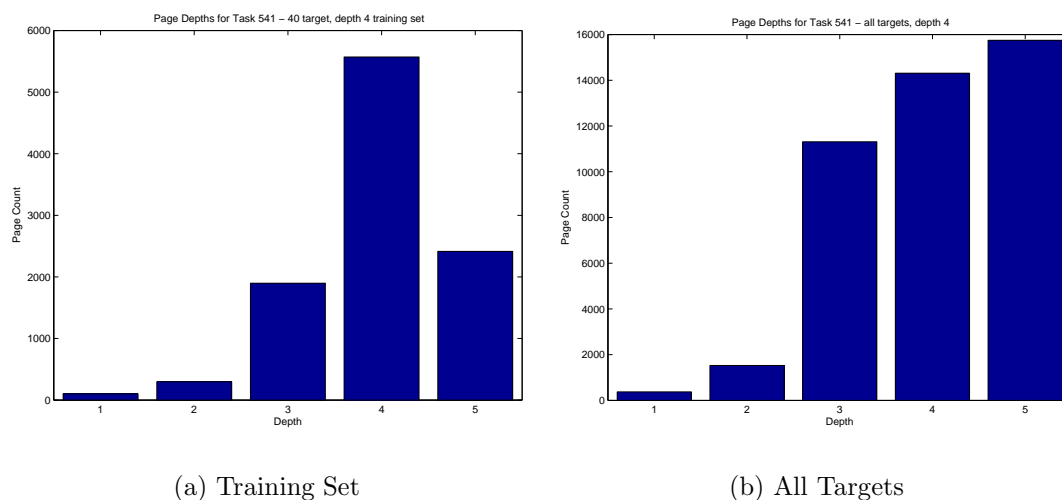 Page Depths for Task 541 − 40 target, depth 4 training set
6000
5000
4000
3000
2000
1000
0
Page Count
1 2 3 4 5
Depth
(a) Training Set
Page Depths for Task 541 − all targets, depth 4
16000
14000
12000
10000
8000
6000
4000
2000
0
Page Count
1 2 3 4 5
Depth
(b) All Targets